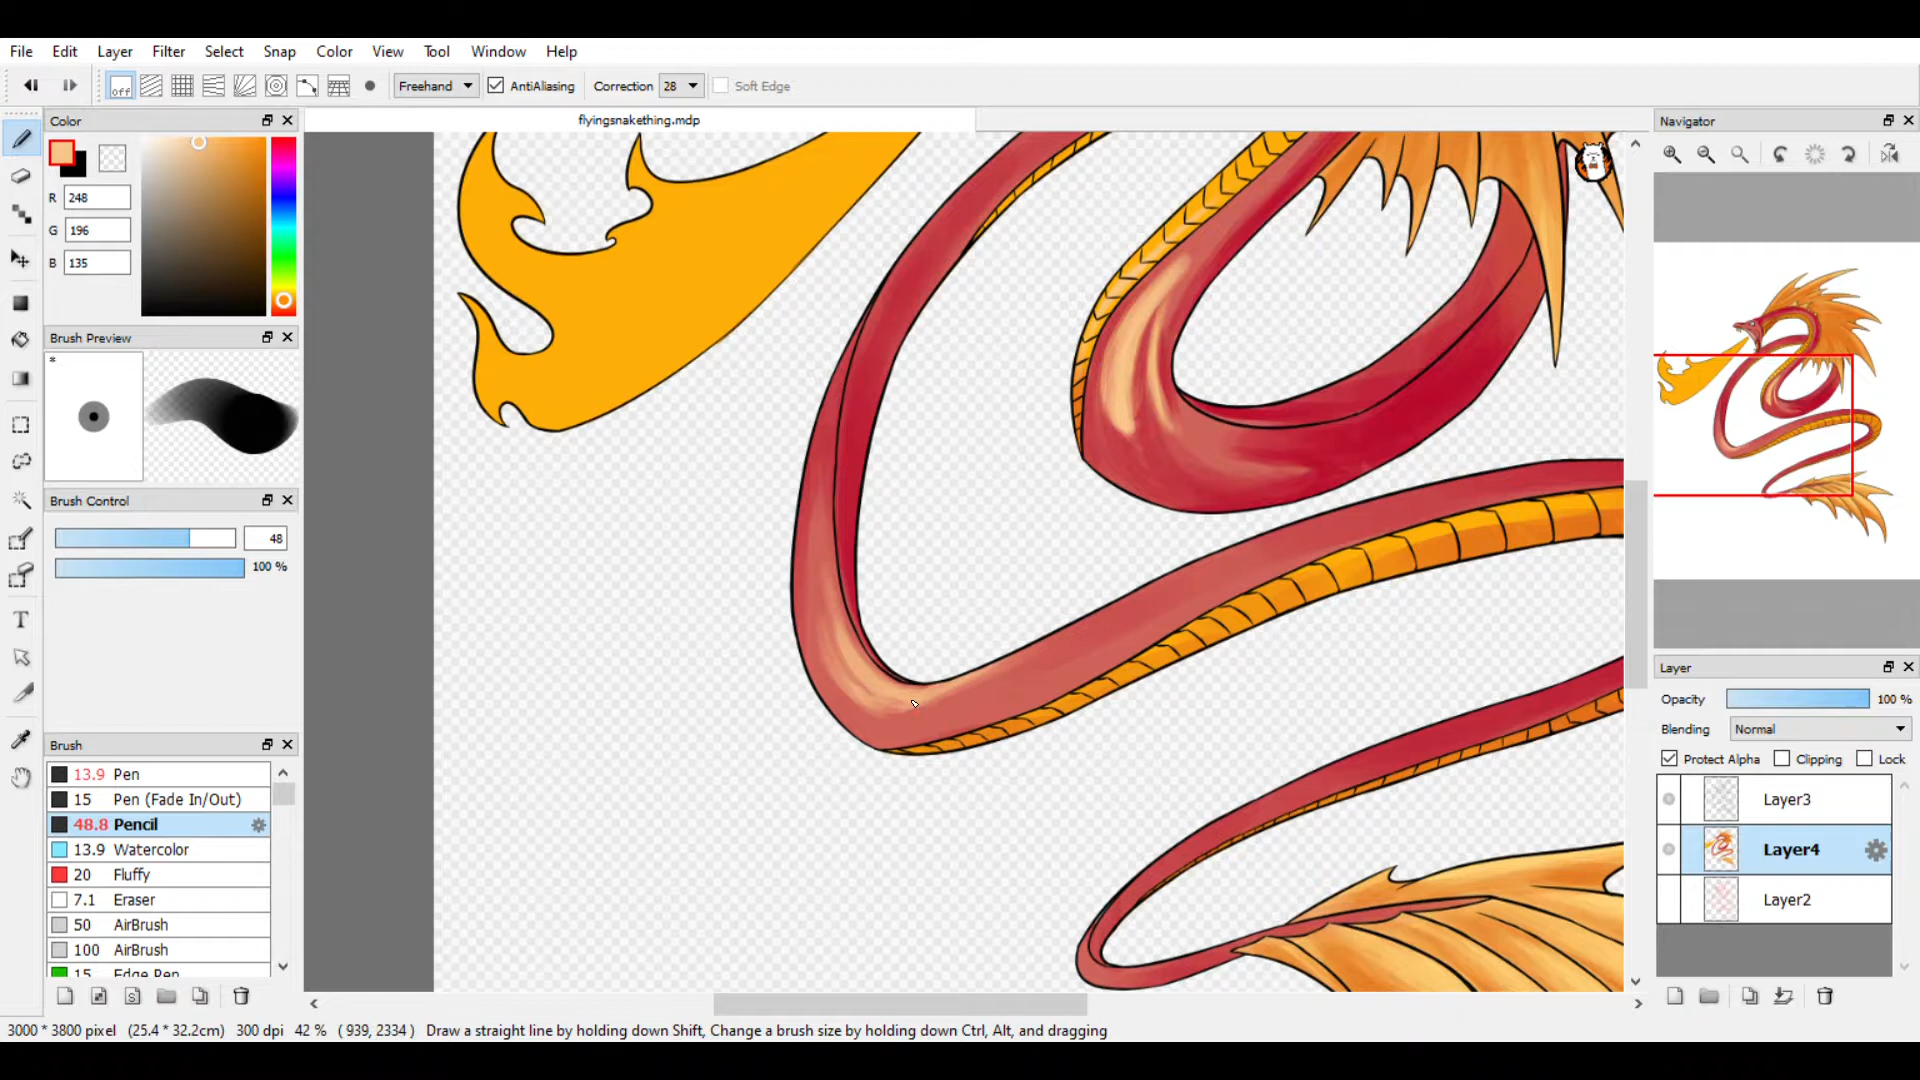 File Edit Layer Filter Select Snap Color View Tool Window Help
off Freehand AntiAliasing Correction 28 Soft Edge
Color
flyingsnakething.mdp
Navigator
R 248
G 196
B 135
Brush Preview
*
Brush Control
48
100 %
Brush
13.9 Pen
15 Pen (Fade In/Out)
48.8 Pencil
13.9 Watercolor
20 Fluffy
7.1 Eraser
50 AirBrush
100 AirBrush
15 Edge Pen
T
Layer
Opacity 100 %
Blending Normal
Protect Alpha Clipping Lock
Layer3
Layer4
Layer2
S
3000 * 3800 pixel (25.4 * 32.2cm) 300 dpi 42 % ( 939, 2334 ) Draw a straight line by holding down Shift, Change a brush size by holding down Ctrl, Alt, and dragging